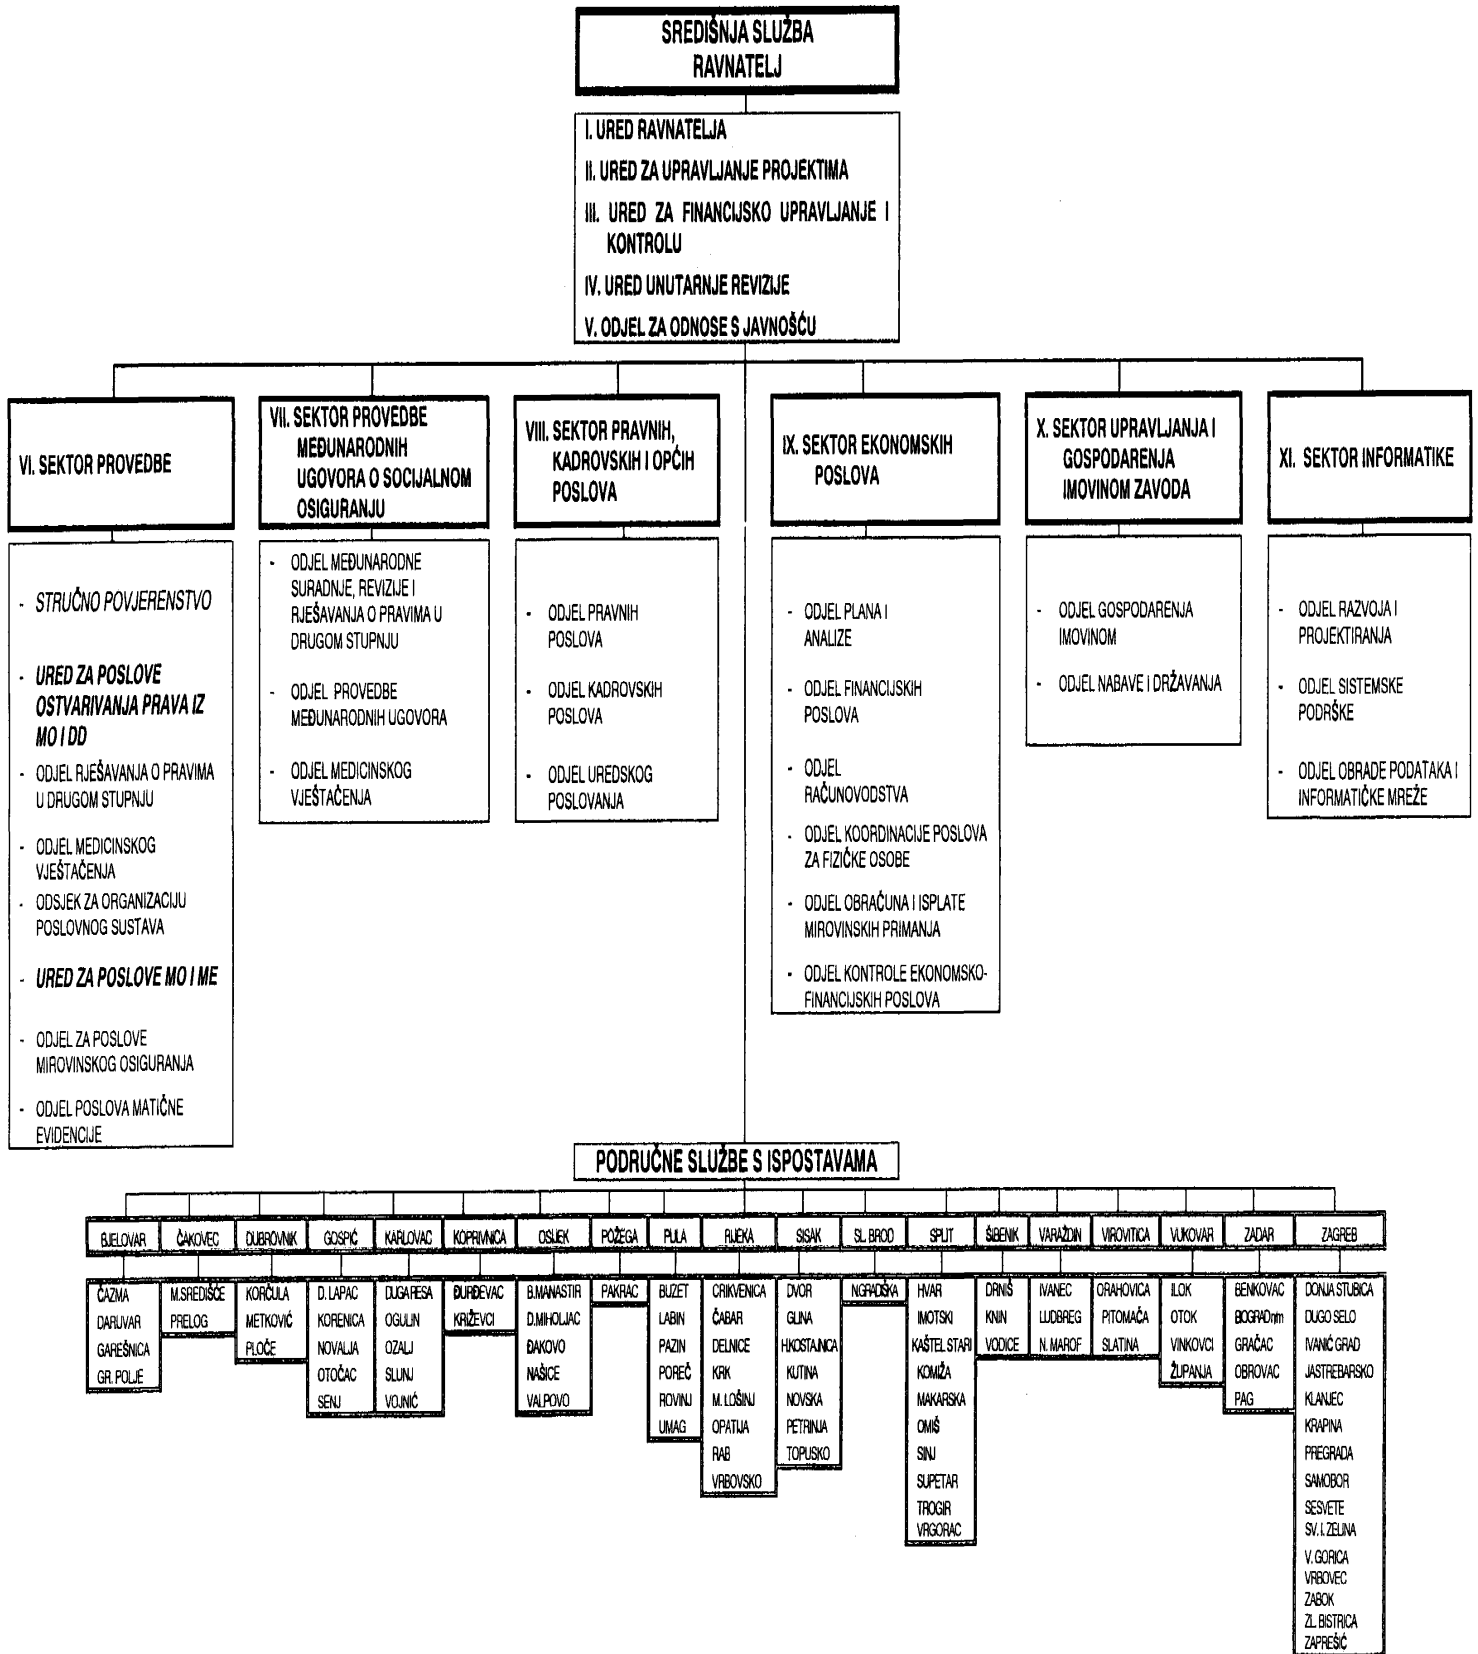 SREDIŠNJA SLUŽBA
RAVNATELJ
I. URED RAVNATELJA
II. URED ZA UPRAVLJANJE PROJEKTIMA
III. URED ZA FINANCIJSKO UPRAVLJANJE I
KONTROLU
IV. URED UNUTARNJE REVIZIJE
V. ODJEL ZA ODNOSE S JAVNOŠĆU
VI. SEKTOR PROVEDBE
- STRUČNO POVJERENSTVO
- URED ZA POSLOVE
OSTVARIVANJA PRAVA IZ
MO I DD
- ODJEL RJEŠAVANJA O PRAVIMA
U DRUGOM STUPNJU
- ODJEL MEDICINSKOG
VJEŠTAČENJA
- ODSJEK ZA ORGANIZACIJU
POSLOVNOG SUSTAVA
- URED ZA POSLOVE MO I ME
- ODJEL ZA POSLOVE
MIROVINSKOG OSIGURANJA
- ODJEL POSLOVA MATIČNE
EVIDENCIJE
VII. SEKTOR PROVEDBE
MEĐUNARODNIH
UGOVORA O SOCIJALNOM
OSIGURANJU
- ODJEL MEĐUNARODNE
SURADNJE, REVIZIJE I
RJEŠAVANJA O PRAVIMA U
DRUGOM STUPNJU
- ODJEL PROVEDBE
MEĐUNARODNIH UGOVORA
- ODJEL MEDICINSKOG
VJEŠTAČENJA
VIII. SEKTOR PRAVNIH,
KADROVSKIH I OPĆIH
POSLOVA
- ODJEL PRAVNIH
POSLOVA
- ODJEL KADROVSKIH
POSLOVA
- ODJEL UREDSKOG
POSLOVANJA
IX. SEKTOR EKONOMSKIH
POSLOVA
- ODJEL PLANA I
ANALIZE
- ODJEL FINANCIJSKIH
POSLOVA
- ODJEL
RAČUNOVODSTVA
- ODJEL KOORDINACIJE POSLOVA
ZA FIZIČKE OSOBE
- ODJEL OBRAČUNA I ISPLATE
MIROVINSKIH PRIMANJA
- ODJEL KONTROLE EKONOMSKO-
FINANCIJSKIH POSLOVA
X. SEKTOR UPRAVLJANJA I
GOSPODARENJA
IMOVINOM ZAVODA
- ODJEL GOSPODARENJA
IMOVINOM
- ODJEL NABAVE I DRŽAVANJA
XI. SEKTOR INFORMATIKE
- ODJEL RAZVOJA I
PROJEKTIRANJA
- ODJEL SISTEMSKE
PODRŠKE
- ODJEL OBRADE PODATAKA I
INFORMATIČKE MREŽE
PODRUČNE SLUŽBE S ISPOSTAVAMA
BJELOVAR
ČAZMA
DARUVAR
GAREŠNICA
GR. POLJE
ČAKOVEC
M.SREDIŠĆE
PRELOG
DUBROVNIK
KORČULA
METKOVIĆ
PLOČE
GOSPIĆ
D. LAPAC
KORENICA
NOVALJA
OTOČAC
SENJ
KARLOVAC
DUGA RESA
OGULIN
OZALJ
SLUNJ
VOJNIĆ
KOPRIVNICA
ĐURĐEVAC
KRIŽEVCI
OSIJEK
B.MANASTIR
D.MIHOLJAC
ĐAKOVO
NAŠICE
VALPOVO
POŽEGA
PAKRAC
PULA
BUZET
LABIN
PAZIN
POREČ
ROVINJ
UMAG
RIJEKA
CRIKVENICA
ČABAR
DELNICE
KRK
M. LOŠINJ
OPATIJA
RAB
VRBOVSKO
SISAK
DVOR
GLINA
H.KOSTAJNICA
KUTINA
NOVSKA
PETRINJA
TOPUSKO
SL. BROD
N.GRADIŠKA
SPLIT
HVAR
IMOTSKI
KAŠTEL STARI
KOMIŽA
MAKARSKA
OMIŠ
SINJ
SUPETAR
TROGIR
VRGORAC
ŠIBENIK
DRNIŠ
KNIN
VODICE
VARAŽDIN
IVANEC
LUDBREG
N. MAROF
VIROVITICA
ORAHOVICA
PITOMAČA
SLATINA
VUKOVAR
ILOK
OTOK
VINKOVCI
ŽUPANJA
ZADAR
BENKOVAC
BIOGRAD n/m
GRAČAC
OBROVAC
PAG
ZAGREB
DONJA STUBICA
DUGO SELO
IVANIĆ GRAD
JASTREBARSKO
KLANJEC
KRAPINA
PREGRADA
SAMOBOR
SESVETE
SV. I. ZELINA
V. GORICA
VRBOVEC
ZABOK
ZL. BISTRICA
ZAPREŠIĆ